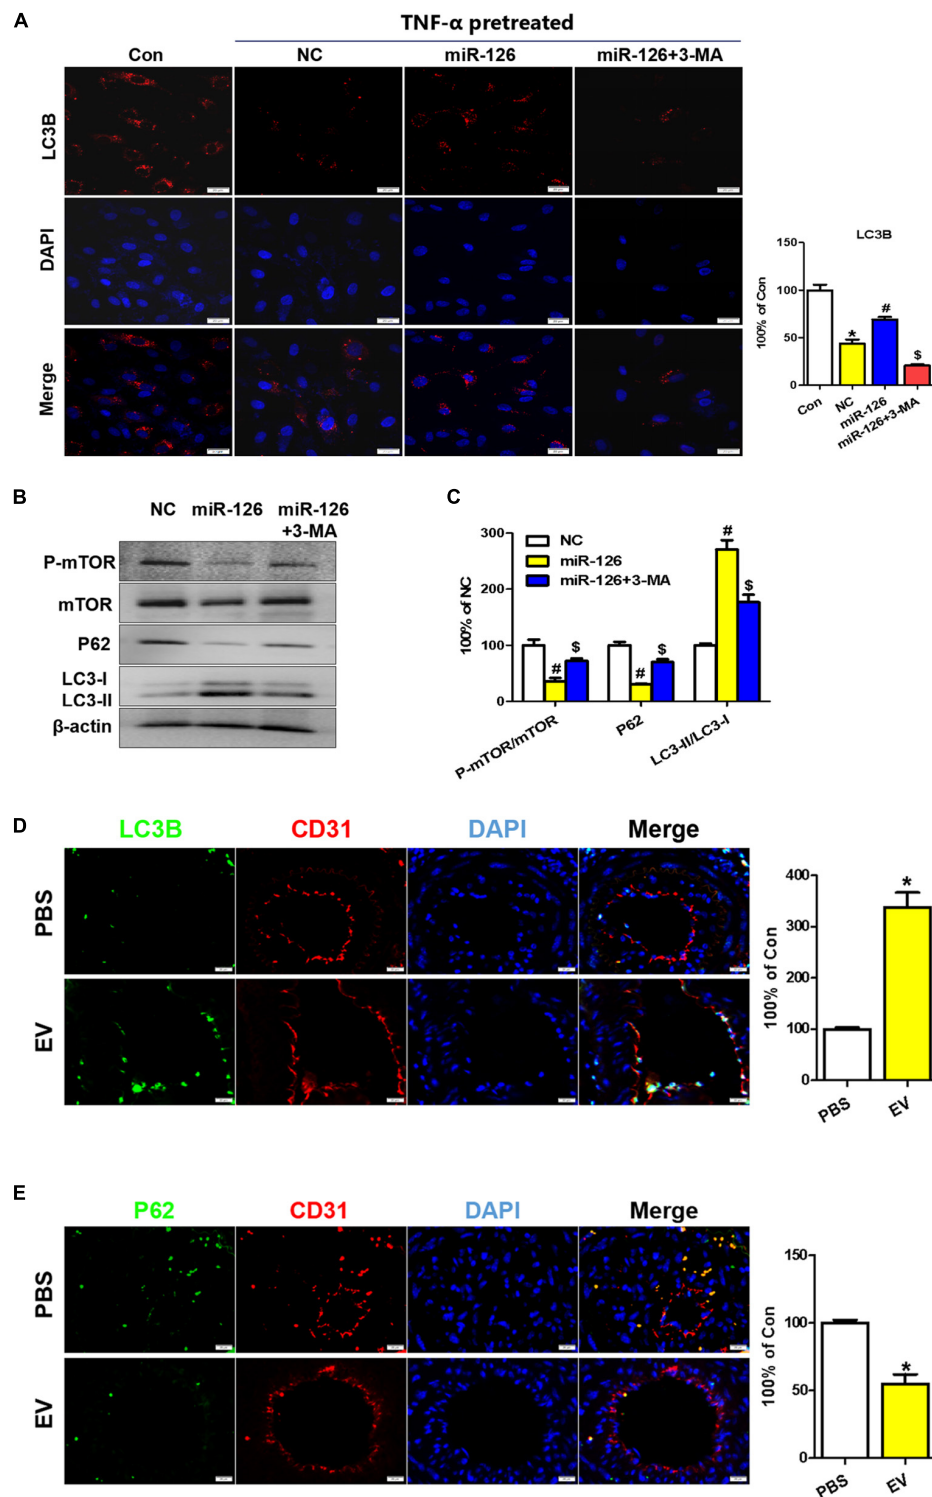 A
TNF-α pretreated
Con NC miR-126 miR-126+3-MA
LC3B
DAPI
Merge
LC3B
100% of Con
150
100
50
0
* # $
Con NC miR-126 miR-126+3-MA
B
NC miR-126 miR-126
+3-MA
P-mTOR
mTOR
P62
LC3-I
LC3-II
β-actin
C
NC
miR-126
miR-126+3-MA
100% of NC
300
200
100
0
# $ # $ # $
P-mTOR/mTOR P62 LC3-II/LC3-I
D
LC3B CD31 DAPI Merge
PBS
EV
100% of Con
400
300
200
100
0
*
PBS EV
E
P62 CD31 DAPI Merge
PBS
EV
100% of Con
150
100
50
0
*
PBS EV